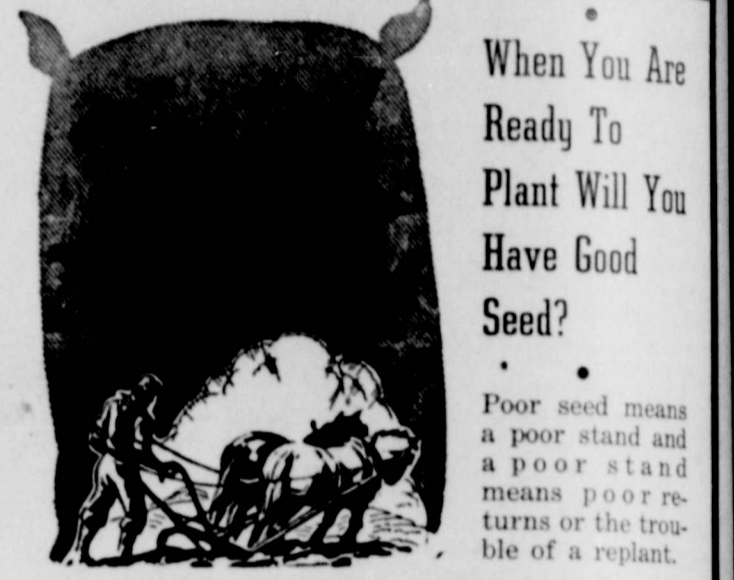 When You Are
Ready To
Plant Will You
Have Good
Seed?
Poor seed means
a poor stand and
a poor stand
means poor re-
turns or the trou-
ble of a replant.